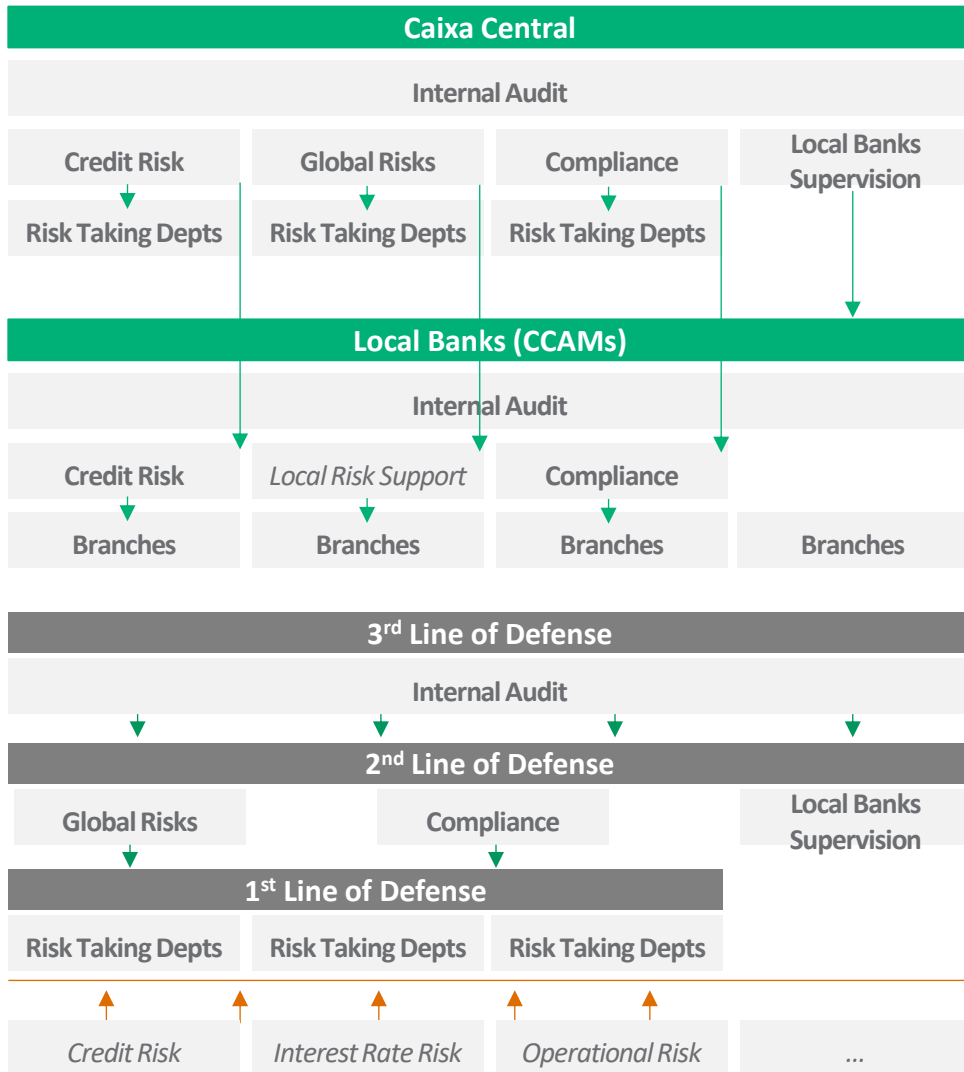 Caixa Central
Internal Audit
Credit Risk
Global Risks
Compliance
Local Banks
Supervision
Risk Taking Depts
Risk Taking Depts
Risk Taking Depts
Local Banks (CCAMs)
Internal Audit
Credit Risk
Local Risk Support
Compliance
Branches
Branches
Branches
Branches
3rd Line of Defense
Internal Audit
2nd Line of Defense
Global Risks
Compliance
Local Banks
Supervision
1st Line of Defense
Risk Taking Depts
Risk Taking Depts
Risk Taking Depts
Credit Risk
Interest Rate Risk
Operational Risk
...